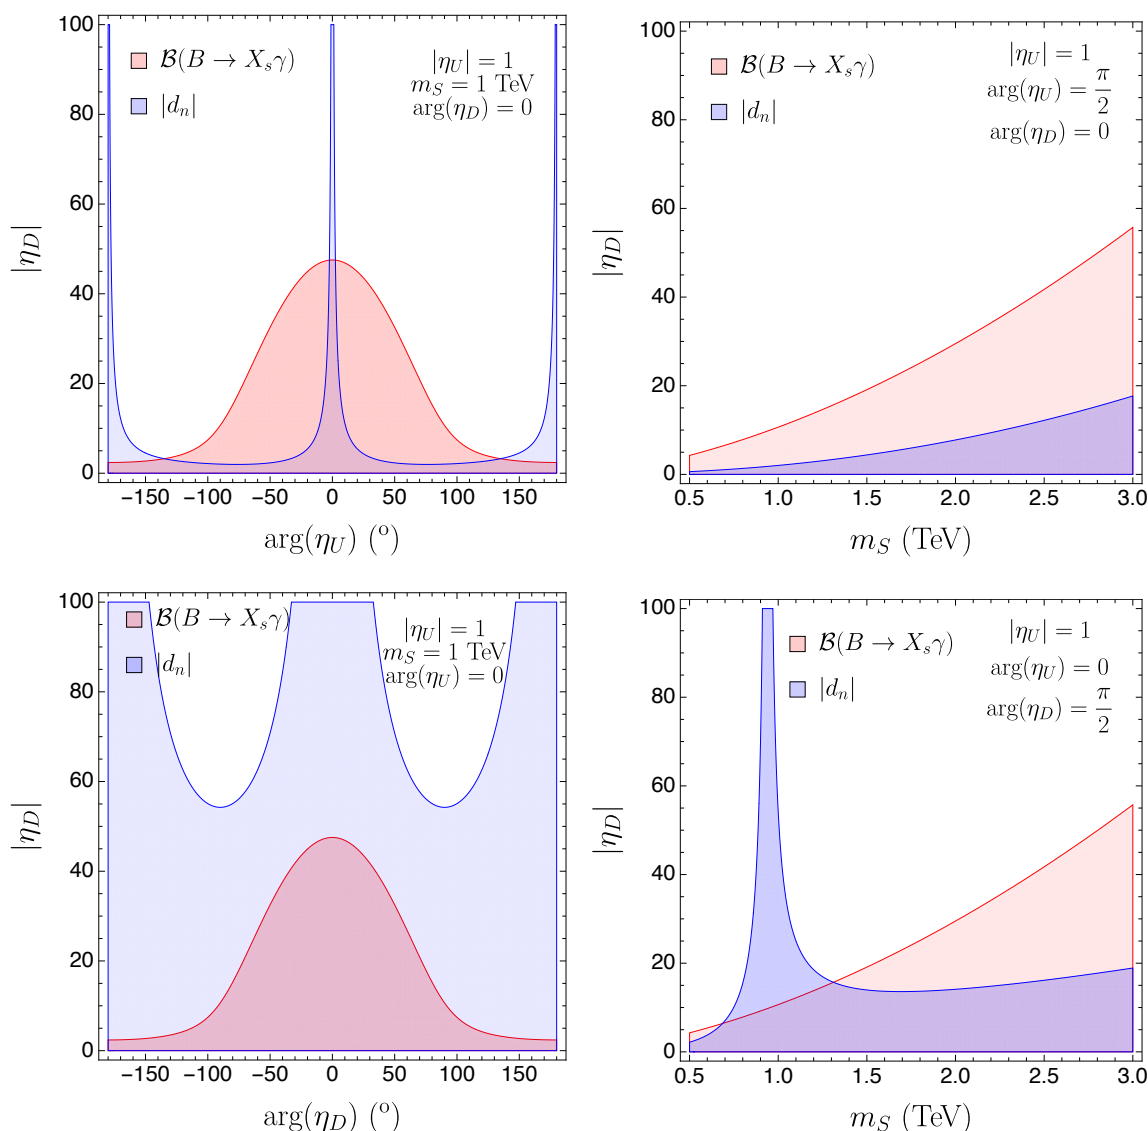 B(B → X_sγ)
|d_n|
|η_U| = 1
m_S = 1 TeV
arg(η_D) = 0
|η_D|
100
80
60
40
20
0
−150 −100 −50 0 50 100 150
arg(η_U) (°)
B(B → X_sγ)
|d_n|
|η_U| = 1
arg(η_U) = π/2
arg(η_D) = 0
|η_D|
100
80
60
40
20
0
0.5 1.0 1.5 2.0 2.5 3.0
m_S (TeV)
B(B → X_sγ)
|d_n|
|η_U| = 1
m_S = 1 TeV
arg(η_U) = 0
|η_D|
100
80
60
40
20
0
−150 −100 −50 0 50 100 150
arg(η_D) (°)
B(B → X_sγ)
|d_n|
|η_U| = 1
arg(η_U) = 0
arg(η_D) = π/2
|η_D|
100
80
60
40
20
0
0.5 1.0 1.5 2.0 2.5 3.0
m_S (TeV)